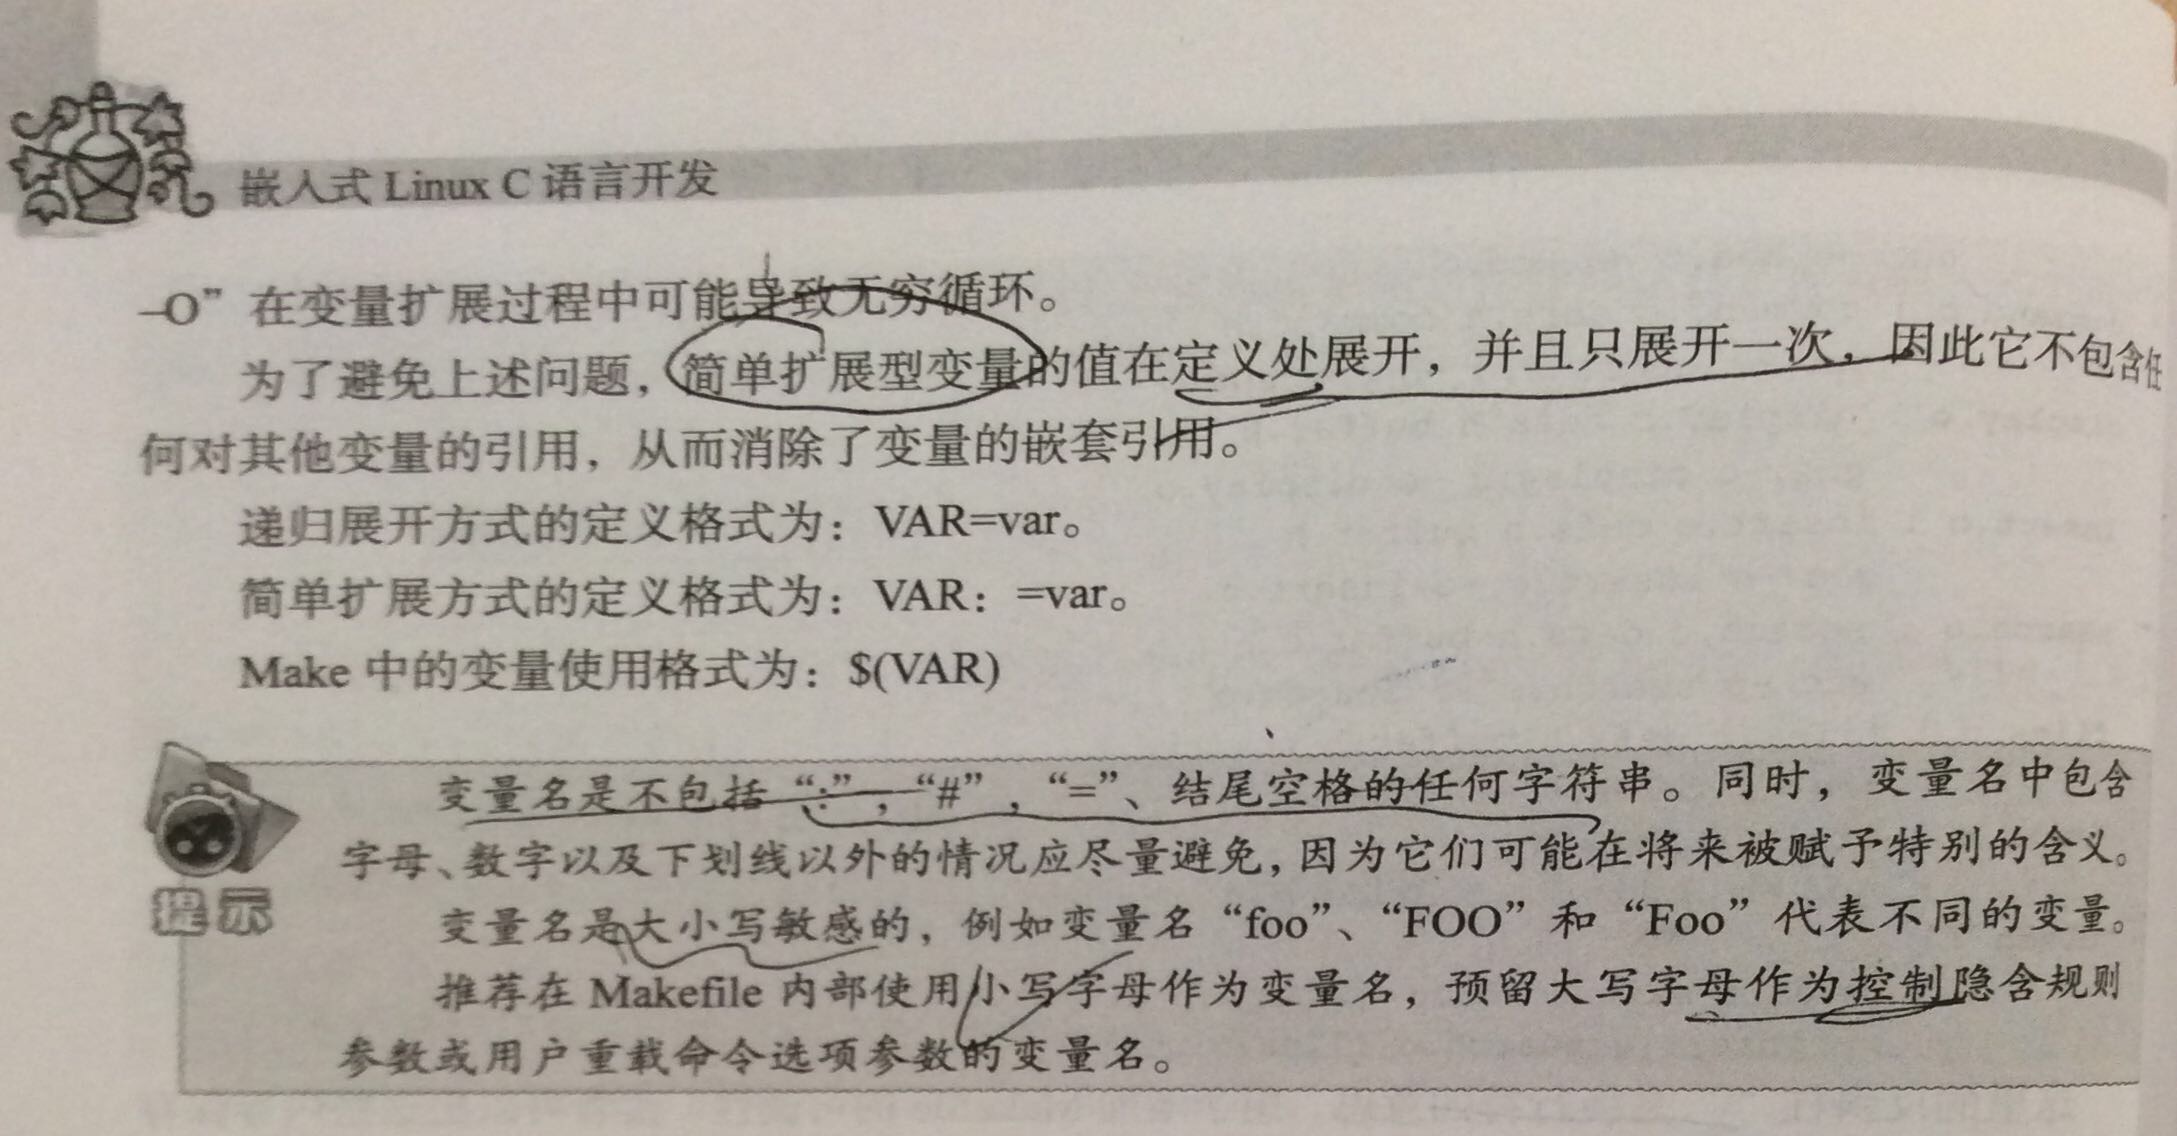 嵌入式 Linux C 语言开发
–O” 在变量扩展过程中可能导致无穷循环。
为了避免上述问题，简单扩展型变量的值在定义处展开，并且只展开一次，因此它不包含任
何对其他变量的引用，从而消除了变量的嵌套引用。
递归展开方式的定义格式为：VAR=var。
简单扩展方式的定义格式为：VAR：=var。
Make 中的变量使用格式为：$(VAR)
变量名是不包括“:”，“#”，“=”、结尾空格的任何字符串。同时，变量名中包含
字母、数字以及下划线以外的情况应尽量避免，因为它们可能在将来被赋予特别的含义。
变量名是大小写敏感的，例如变量名“foo”、“FOO”和“Foo”代表不同的变量。
推荐在 Makefile 内部使用小写字母作为变量名，预留大写字母作为控制隐含规则
参数或用户重载命令选项参数的变量名。
提示